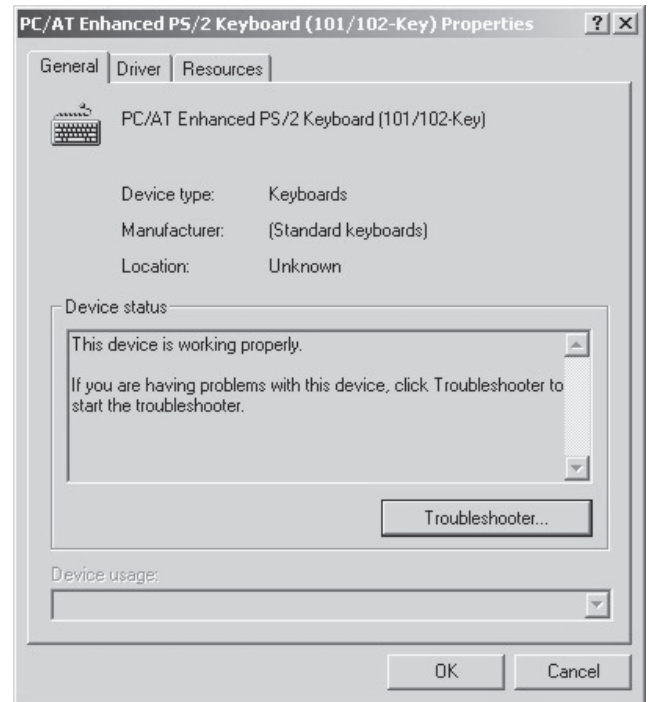 PC/AT Enhanced PS/2 Keyboard (101/102-Key) Properties
General
Driver
Resources
PC/AT Enhanced PS/2 Keyboard (101/102-Key)
Device type: Keyboards
Manufacturer: (Standard keyboards)
Location: Unknown
Device status
This device is working properly.
If you are having problems with this device, click Troubleshooter to
start the troubleshooter.
Troubleshooter...
Device usage:
OK
Cancel